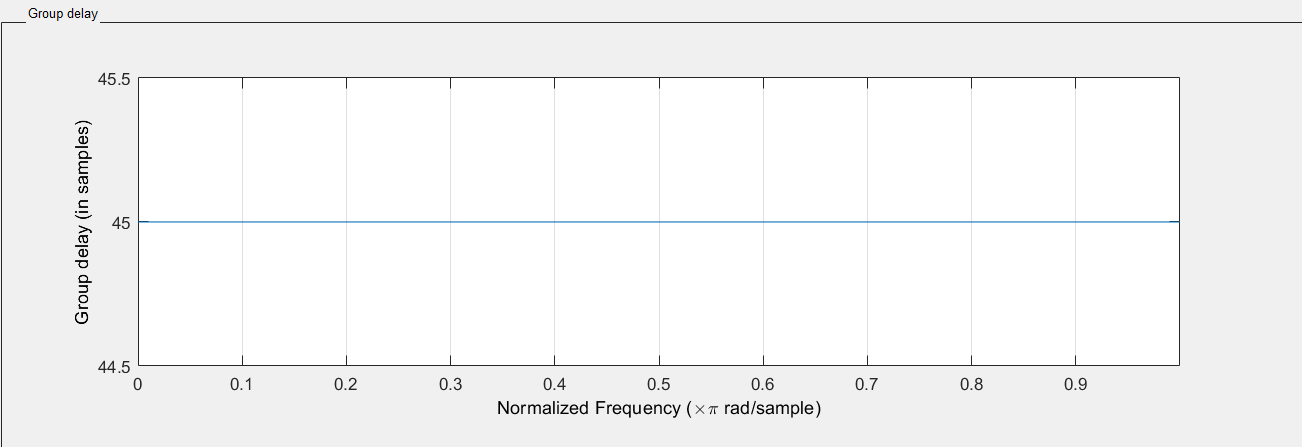 Group delay
45.5
45
44.5
Group delay (in samples)
0 0.1 0.2 0.3 0.4 0.5 0.6 0.7 0.8 0.9
Normalized Frequency (×π rad/sample)